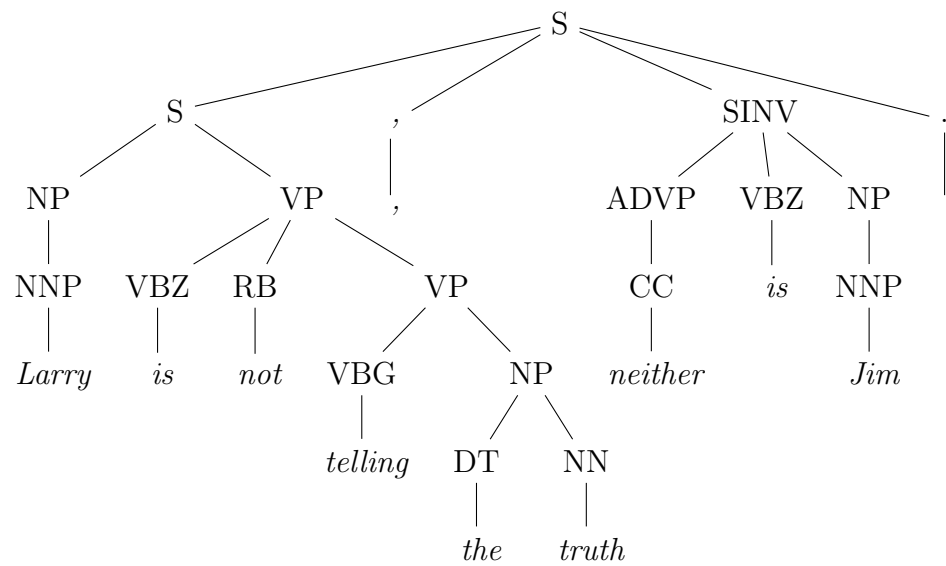 S
S , SINV .
NP VP , ADVP VBZ NP
NNP VBZ RB VP CC is NNP
Larry is not VBG NP neither Jim
telling DT NN
the truth